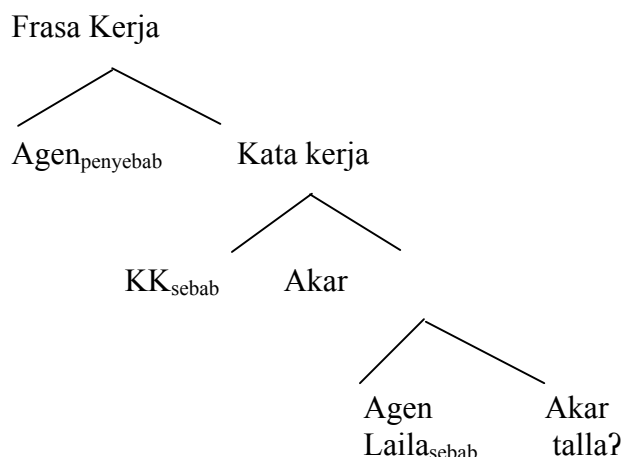 Frasa Kerja
Agenpenyebab Kata kerja
KKsebab Akar
Agen Akar
Lailasebab talla?